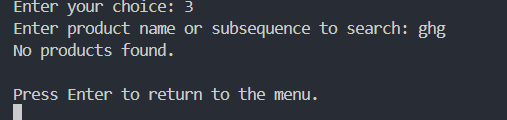 Enter your choice: 3
Enter product name or subsequence to search: ghg
No products found.
Press Enter to return to the menu.